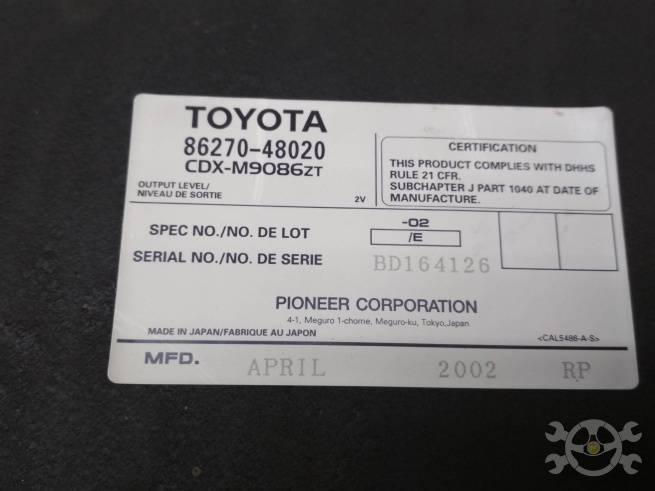 TOYOTA
86270-48020
CDX-M9086ZT
OUTPUT LEVEL/
NIVEAU DE SORTIE 2V
CERTIFICATION
THIS PRODUCT COMPLIES WITH DHHS
RULE 21 CFR.
SUBCHAPTER J PART 1040 AT DATE OF
MANUFACTURE.
SPEC NO./NO. DE LOT -02
/E
SERIAL NO./NO. DE SERIE BD164126
PIONEER CORPORATION
4-1, Meguro 1-chome, Meguro-ku, Tokyo,Japan
MADE IN JAPAN/FABRIQUE AU JAPON <CAL5486-A-S>
MFD. APRIL 2002 RP